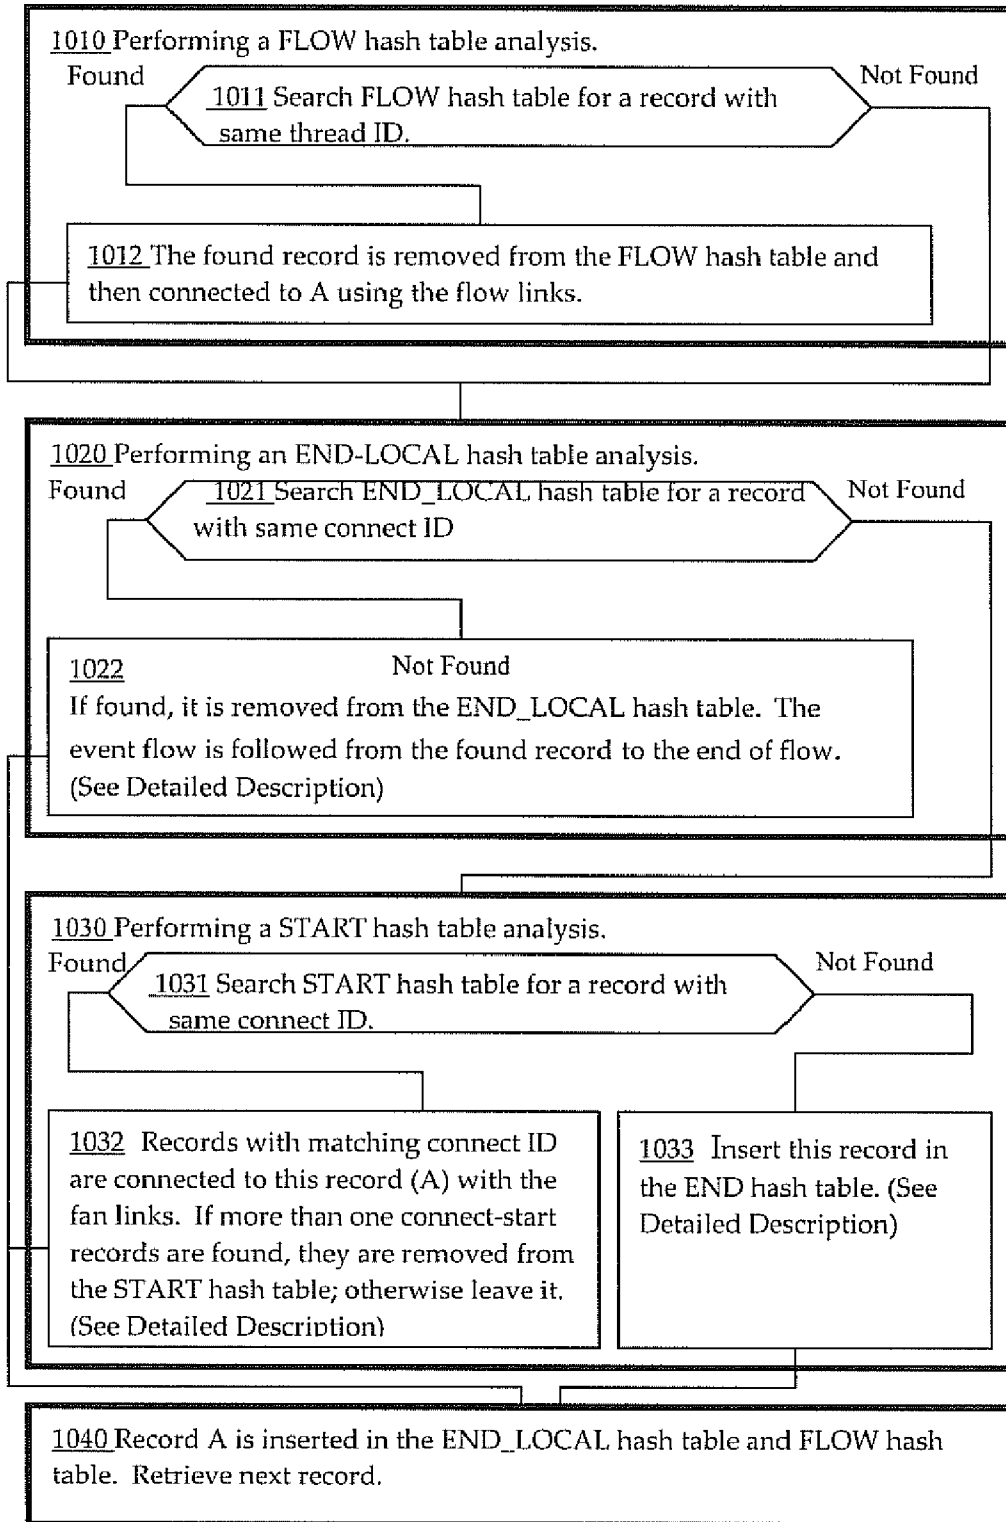 1010 Performing a FLOW hash table analysis.
Found
Not Found
1011 Search FLOW hash table for a record with
same thread ID.
1012 The found record is removed from the FLOW hash table and
then connected to A using the flow links.
1020 Performing an END-LOCAL hash table analysis.
Found
Not Found
1021 Search END_LOCAL hash table for a record
with same connect ID
1022
Not Found
If found, it is removed from the END_LOCAL hash table. The
event flow is followed from the found record to the end of flow.
(See Detailed Description)
1030 Performing a START hash table analysis.
Found
Not Found
1031 Search START hash table for a record with
same connect ID.
1032 Records with matching connect ID
are connected to this record (A) with the
fan links. If more than one connect-start
records are found, they are removed from
the START hash table; otherwise leave it.
(See Detailed Description)
1033 Insert this record in
the END hash table. (See
Detailed Description)
1040 Record A is inserted in the END_LOCAL hash table and FLOW hash
table. Retrieve next record.